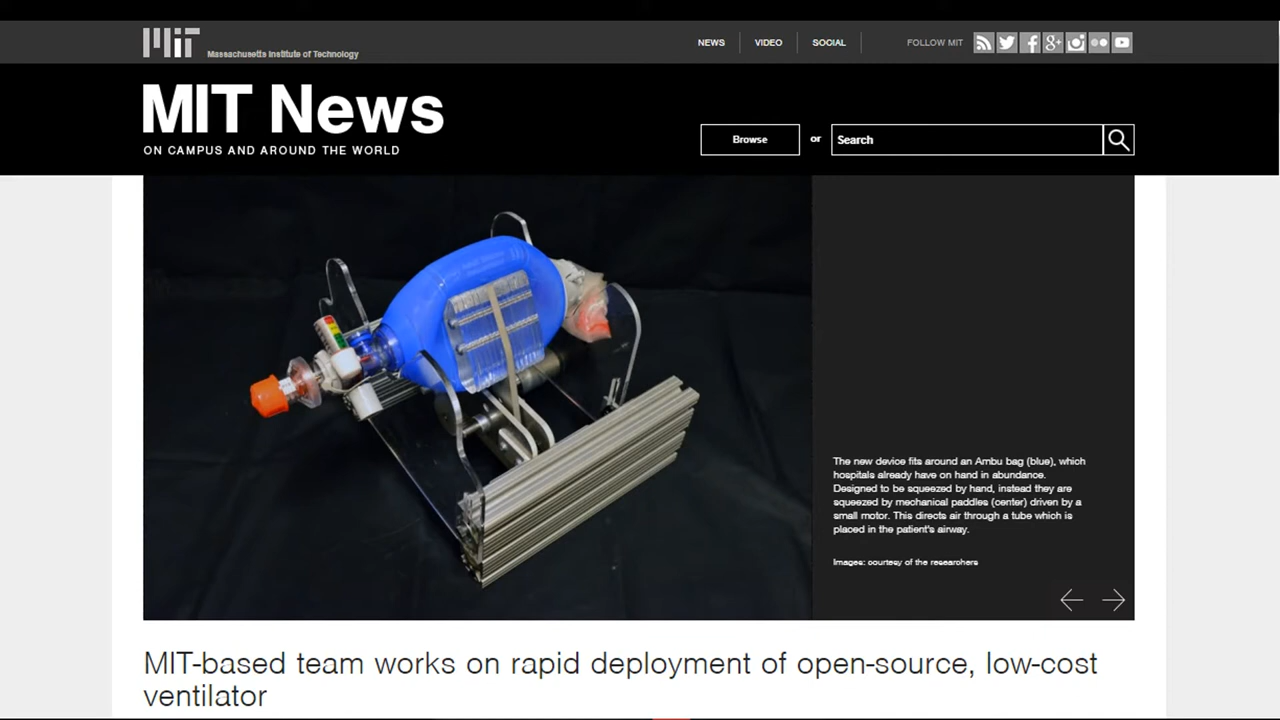 MIT
Massachusetts Institute of Technology
NEWS
VIDEO
SOCIAL
FOLLOW MIT
MIT News
ON CAMPUS AND AROUND THE WORLD
Browse
or
Search
The new device fits around an Ambu bag (blue), which
hospitals already have on hand in abundance.
Designed to be squeezed by hand, instead they are
squeezed by mechanical paddles (center) driven by a
small motor. This directs air through a tube which is
placed in the patient's airway.
Images: courtesy of the researchers
MIT-based team works on rapid deployment of open-source, low-cost
ventilator